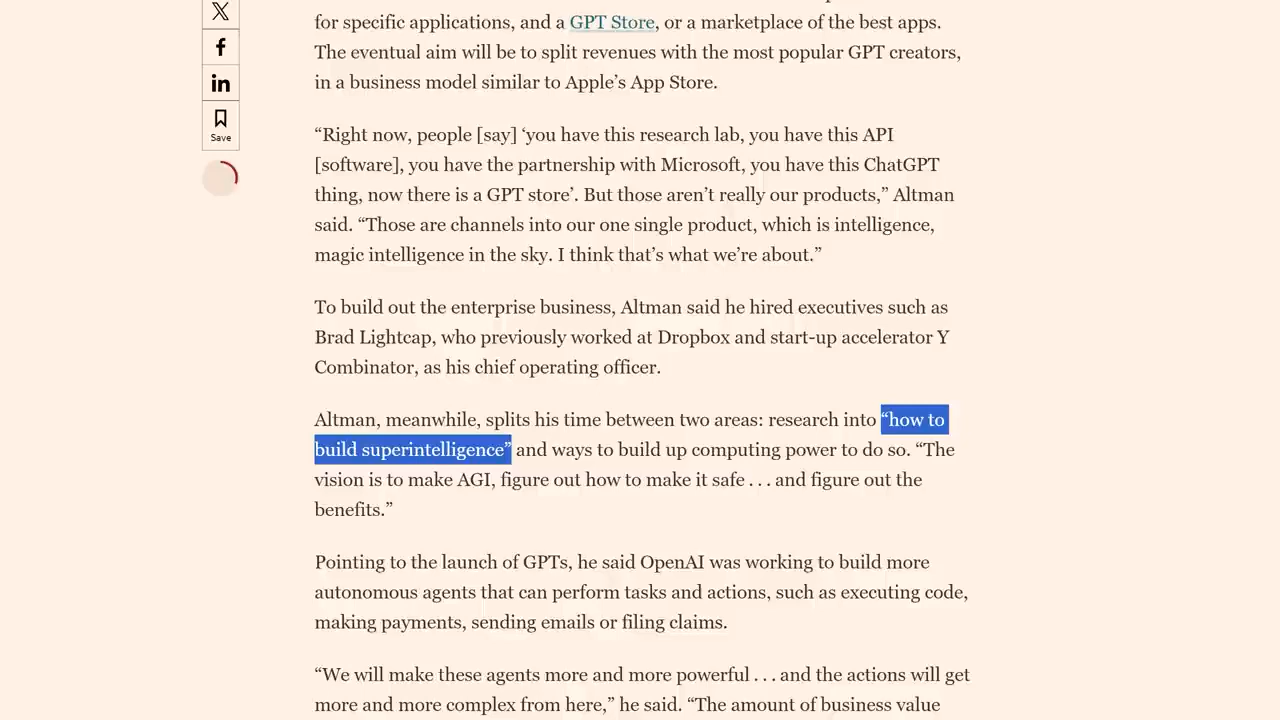 for specific applications, and a GPT Store, or a marketplace of the best apps.
The eventual aim will be to split revenues with the most popular GPT creators,
in a business model similar to Apple’s App Store.
Save
“Right now, people [say] ‘you have this research lab, you have this API
[software], you have the partnership with Microsoft, you have this ChatGPT
thing, now there is a GPT store’. But those aren’t really our products,” Altman
said. “Those are channels into our one single product, which is intelligence,
magic intelligence in the sky. I think that’s what we’re about.”
To build out the enterprise business, Altman said he hired executives such as
Brad Lightcap, who previously worked at Dropbox and start-up accelerator Y
Combinator, as his chief operating officer.
Altman, meanwhile, splits his time between two areas: research into “how to
build superintelligence” and ways to build up computing power to do so. “The
vision is to make AGI, figure out how to make it safe . . . and figure out the
benefits.”
Pointing to the launch of GPTs, he said OpenAI was working to build more
autonomous agents that can perform tasks and actions, such as executing code,
making payments, sending emails or filing claims.
“We will make these agents more and more powerful . . . and the actions will get
more and more complex from here,” he said. “The amount of business value